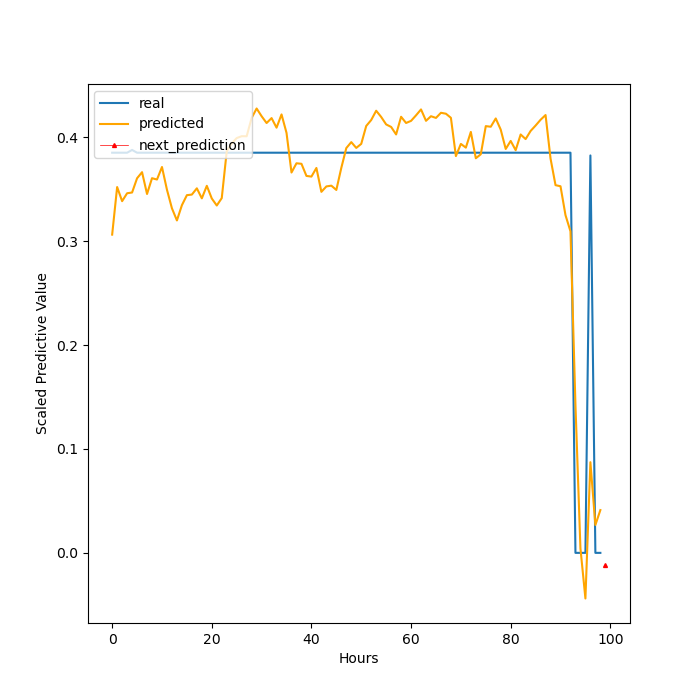 real
predicted
next_prediction
0.4
0.3
0.2
0.1
0.0
Scaled Predictive Value
0 20 40 60 80 100
Hours